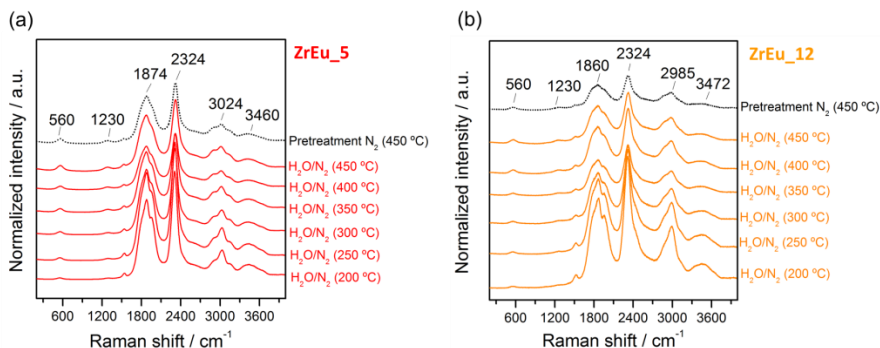 (a)
ZrEu_5
Normalized intensity / a.u.
560
1230
1874
2324
3024
3460
Pretreatment N₂ (450 ºC)
H₂O/N₂ (450 ºC)
H₂O/N₂ (400 ºC)
H₂O/N₂ (350 ºC)
H₂O/N₂ (300 ºC)
H₂O/N₂ (250 ºC)
H₂O/N₂ (200 ºC)
600 1200 1800 2400 3000 3600
Raman shift / cm⁻¹
(b)
ZrEu_12
Normalized intensity / a.u.
560
1230
1860
2324
2985
3472
Pretreatment N₂ (450 ºC)
H₂O/N₂ (450 ºC)
H₂O/N₂ (400 ºC)
H₂O/N₂ (350 ºC)
H₂O/N₂ (300 ºC)
H₂O/N₂ (250 ºC)
H₂O/N₂ (200 ºC)
600 1200 1800 2400 3000 3600
Raman shift / cm⁻¹